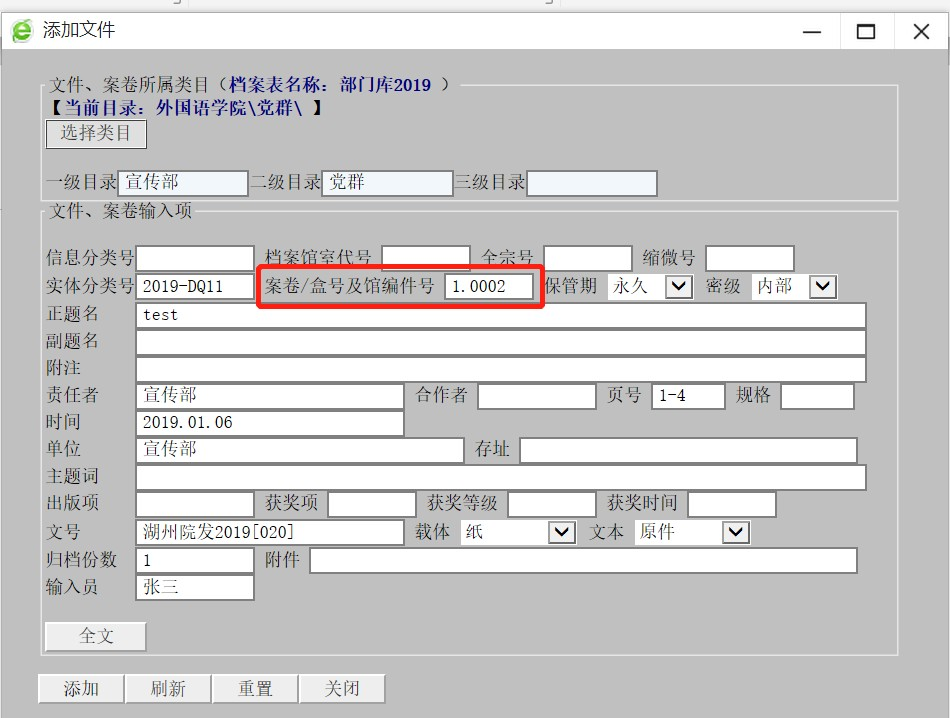 添加文件
文件、案卷所属类目（档案表名称：部门库2019 ）
【当前目录：外国语学院\党群\ 】
选择类目
一级目录 宣传部 二级目录 党群 三级目录
文件、案卷输入项
信息分类号 档案馆室代号 全宗号 缩微号
实体分类号 2019-DQ11 案卷/盒号及馆编件号 1.0002 保管期 永久 密级 内部
正题名 test
副题名
附注
责任者 宣传部 合作者 页号 1-4 规格
时间 2019.01.06
单位 宣传部 存址
主题词
出版项 获奖项 获奖等级 获奖时间
文号 湖州院发2019[020] 载体 纸 文本 原件
归档份数 1 附件
输入员 张三
全文
添加 刷新 重置 关闭